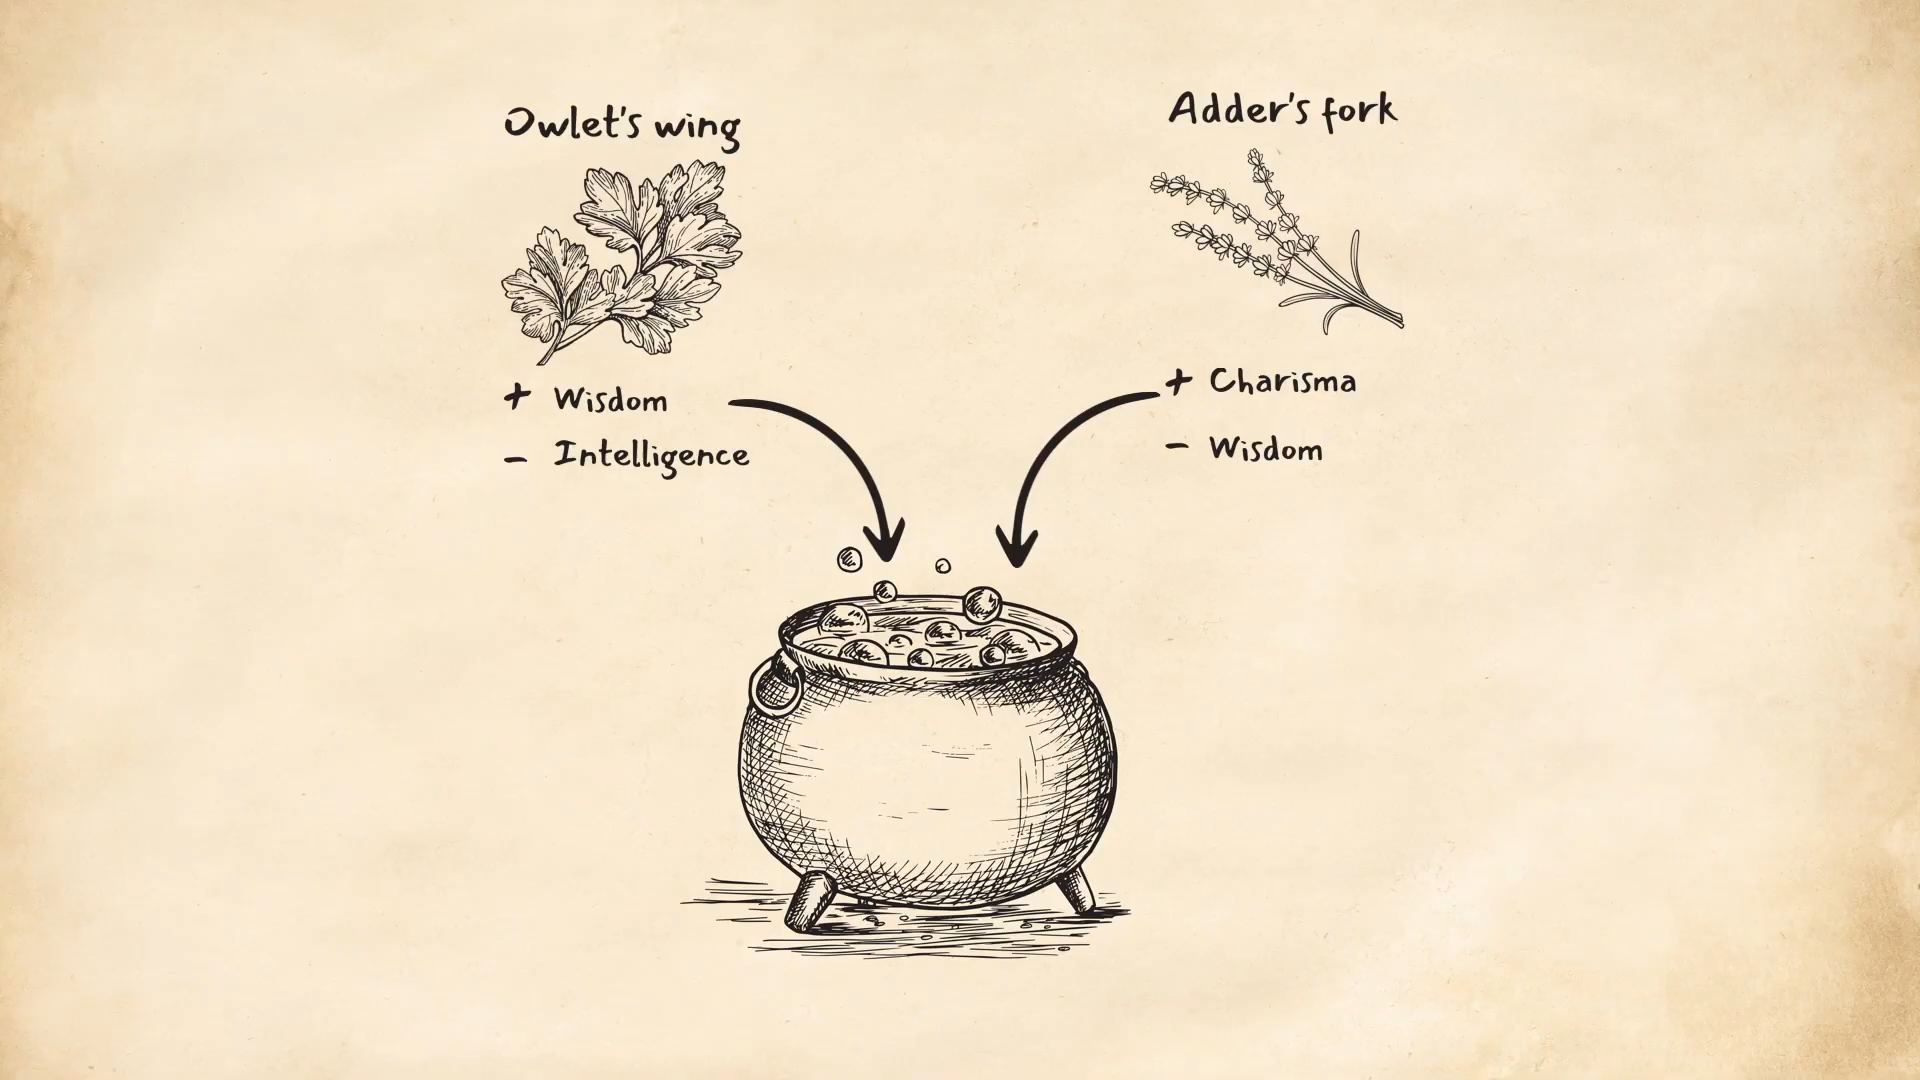 Owlet's wing
+ Wisdom
- Intelligence
Adder's fork
+ Charisma
- Wisdom